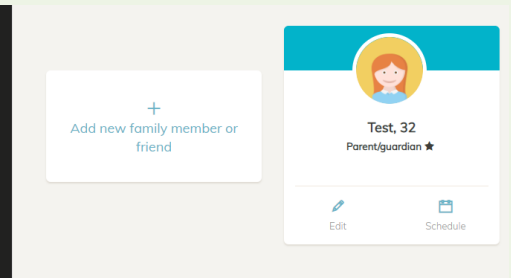 Add new family member or
friend
Test, 32
Parent/guardian ★
Edit
Schedule